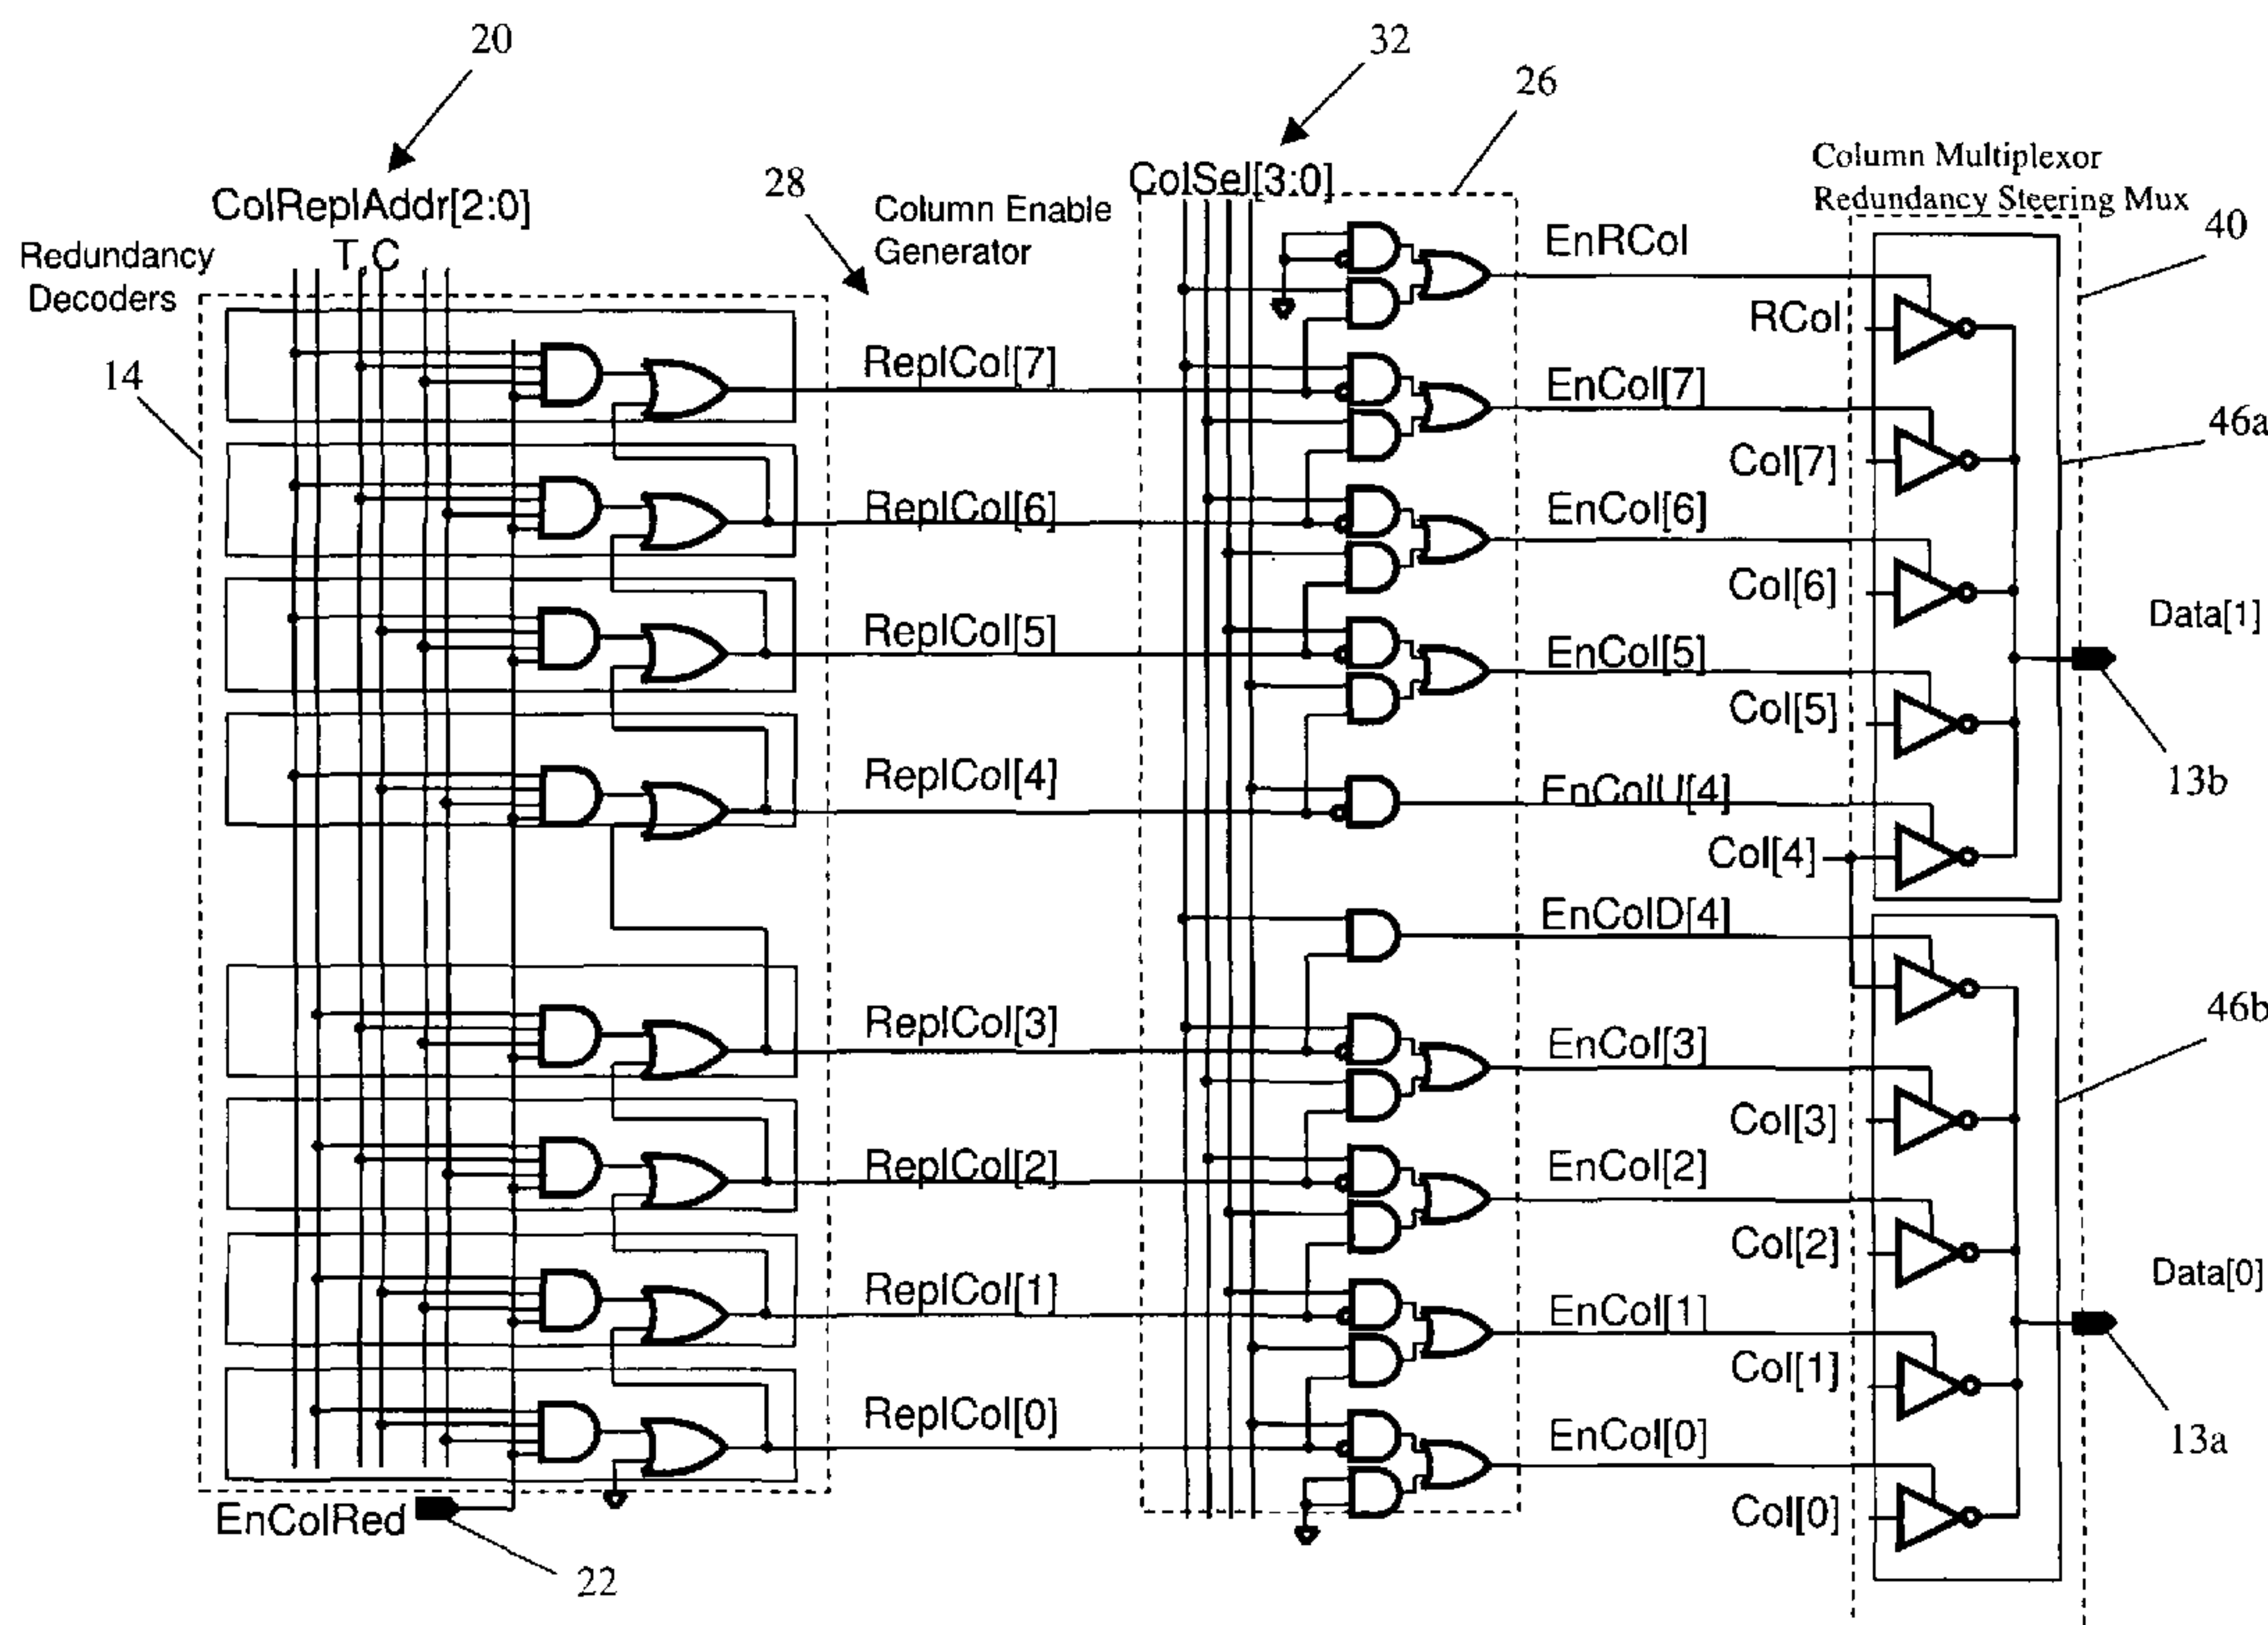 20
32
26
ColReplAddr[2:0]
T C
28
Column Enable
Generator
ColSel[3:0]
Column Multiplexor
Redundancy Steering Mux
40
Redundancy
Decoders
14
EnRCol
RCol
ReplCol[7]
EnCol[7]
Col[7]
46a
ReplCol[6]
EnCol[6]
Col[6]
Data[1]
ReplCol[5]
EnCol[5]
Col[5]
13b
ReplCol[4]
EnColU[4]
Col[4]
EnColD[4]
46b
ReplCol[3]
EnCol[3]
Col[3]
ReplCol[2]
EnCol[2]
Col[2]
Data[0]
ReplCol[1]
EnCol[1]
Col[1]
13a
ReplCol[0]
EnCol[0]
Col[0]
EnColRed
22